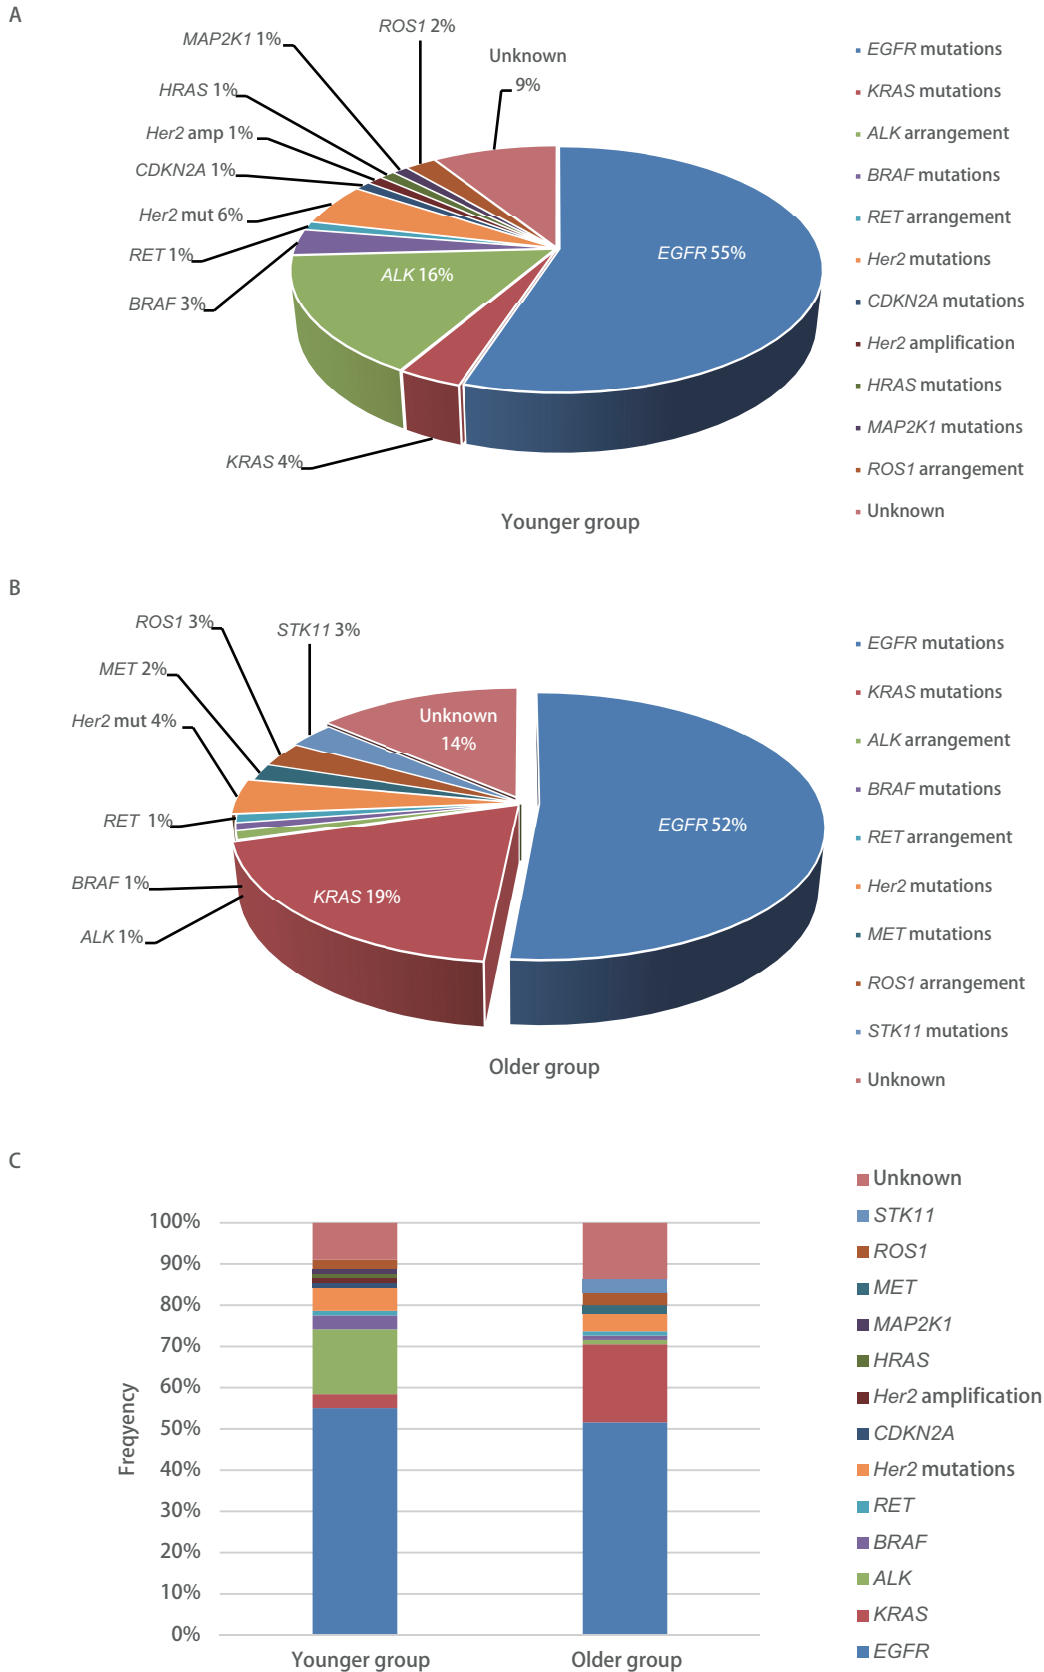 A
MAP2K1 1%
ROS1 2%
Unknown
9%
HRAS 1%
Her2 amp 1%
CDKN2A 1%
Her2 mut 6%
RET 1%
BRAF 3%
ALK 16%
EGFR 55%
KRAS 4%
EGFR mutations
KRAS mutations
ALK arrangement
BRAF mutations
RET arrangement
Her2 mutations
CDKN2A mutations
Her2 amplification
HRAS mutations
MAP2K1 mutations
ROS1 arrangement
Unknown
Younger group
B
ROS1 3%
STK11 3%
MET 2%
Her2 mut 4%
Unknown
14%
RET 1%
EGFR 52%
BRAF 1%
KRAS 19%
ALK 1%
EGFR mutations
KRAS mutations
ALK arrangement
BRAF mutations
RET arrangement
Her2 mutations
MET mutations
ROS1 arrangement
STK11 mutations
Unknown
Older group
C
Freqyency
100%
90%
80%
70%
60%
50%
40%
30%
20%
10%
0%
Younger group
Older group
Unknown
STK11
ROS1
MET
MAP2K1
HRAS
Her2 amplification
CDKN2A
Her2 mutations
RET
BRAF
ALK
KRAS
EGFR